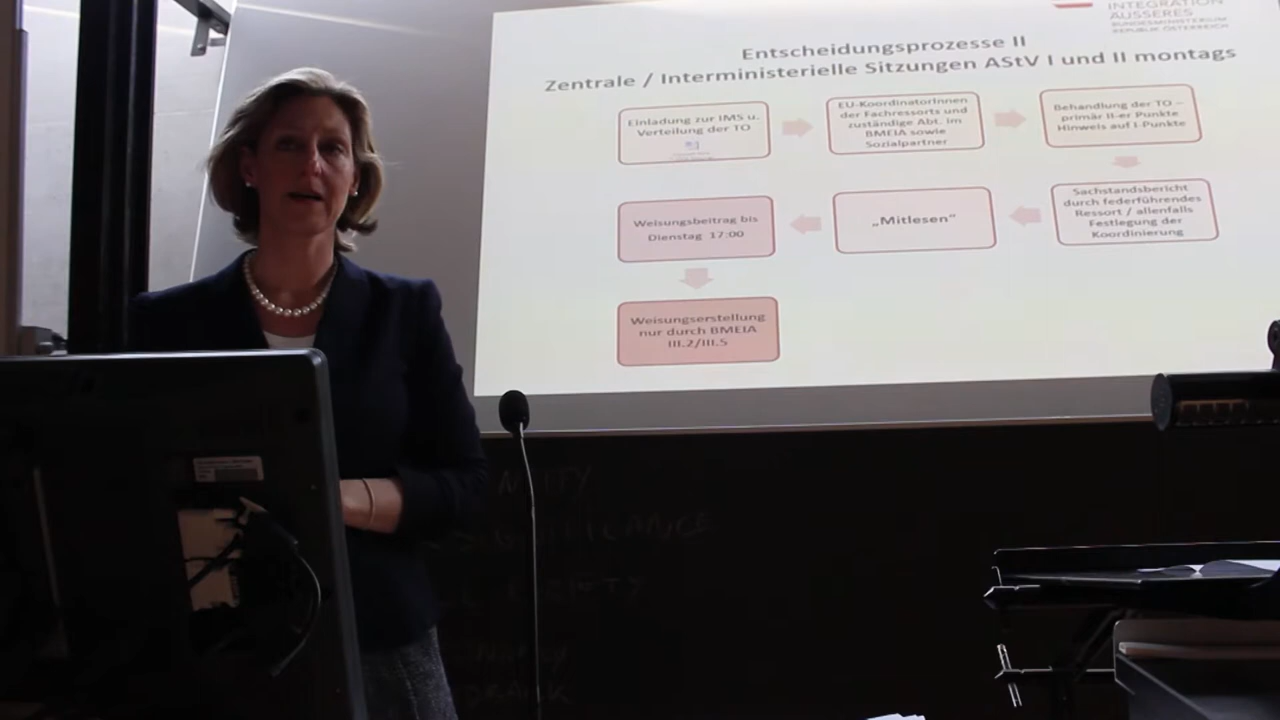 INTEGRATION
ÄUSSERES
BUNDESMINISTERIUM
REPUBLIK ÖSTERREICH
Entscheidungsprozesse II
Zentrale / Interministerielle Sitzungen AStV I und II montags
Einladung zur IMS u.
Verteilung der TO
EU-KoordinatorInnen
der Fachressorts und
zuständige Abt. im
BMEIA sowie
Sozialpartner
Behandlung der TO –
primär II-er Punkte
Hinweis auf I-Punkte
Sachstandsbericht
durch federführendes
Ressort / allenfalls
Festlegung der
Koordinierung
„Mitlesen“
Weisungsbeitrag bis
Dienstag 17:00
Weisungserstellung
nur durch BMEIA
III.2/III.5